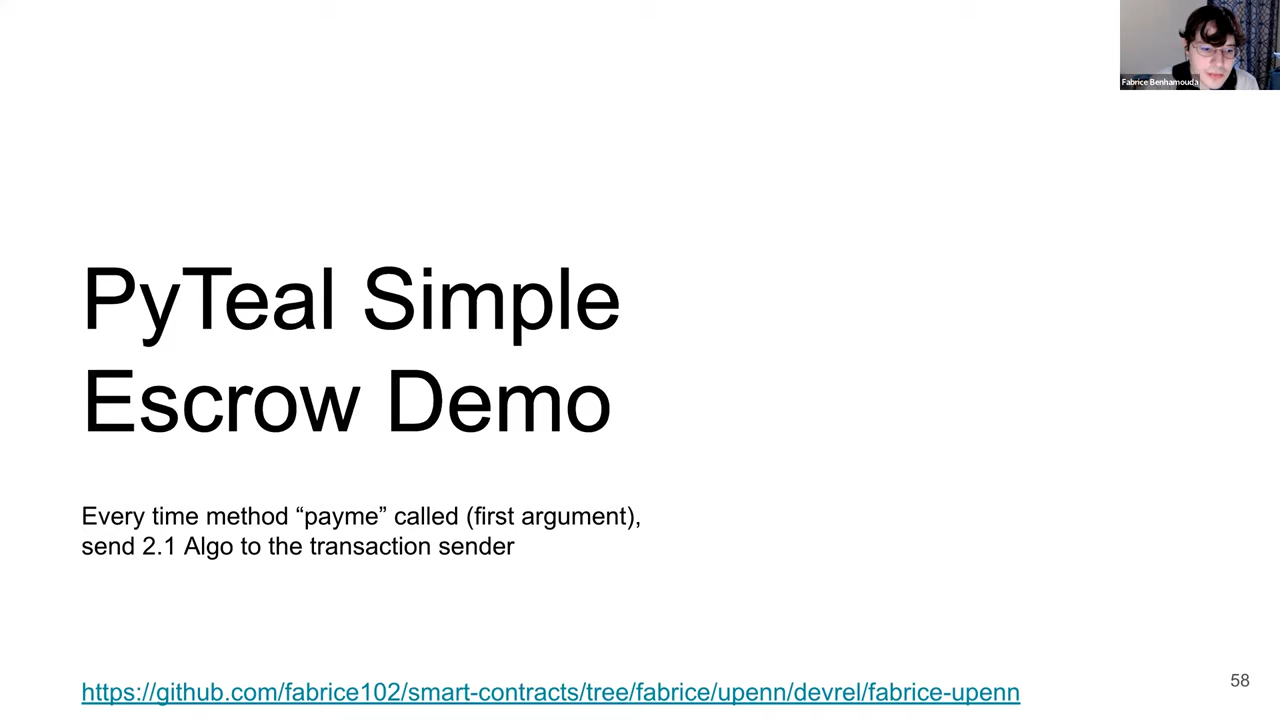 Fabrice Benhamouda
PyTeal Simple
Escrow Demo
Every time method “payme” called (first argument),
send 2.1 Algo to the transaction sender
https://github.com/fabrice102/smart-contracts/tree/fabrice/upenn/devrel/fabrice-upenn
58